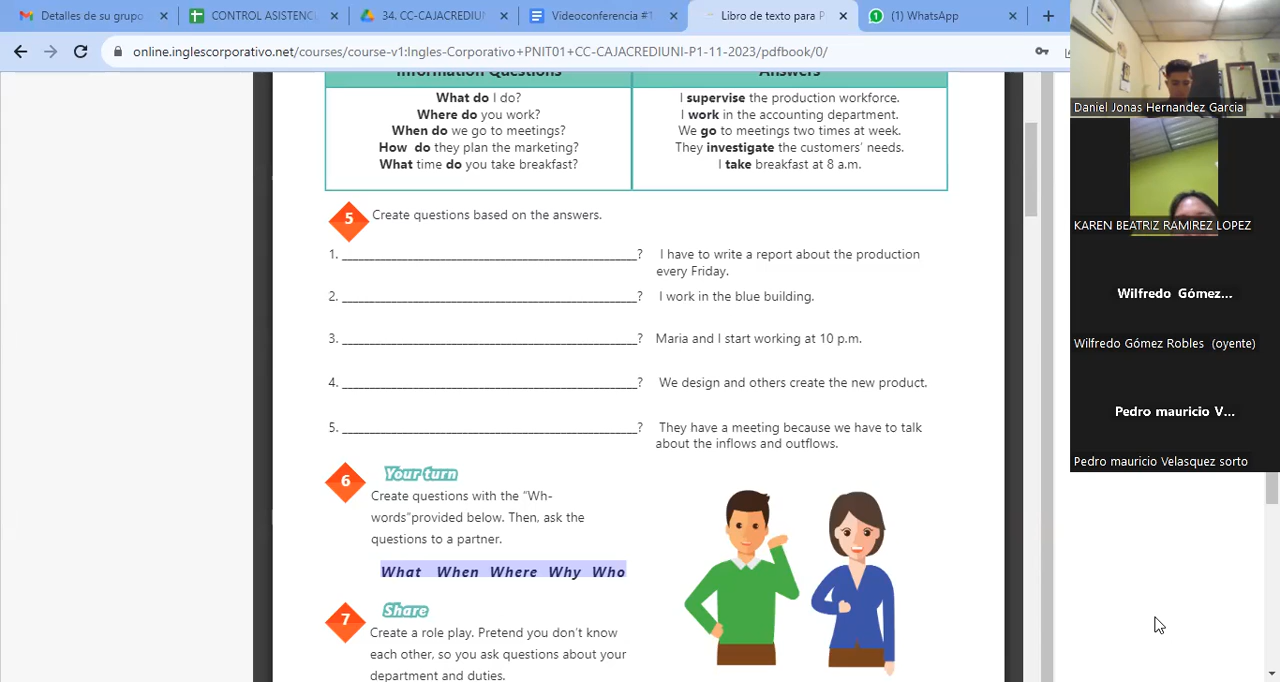 Detalles de su grupo
CONTROL ASISTENC
34. CC-CAJACREDIUN
Videoconferencia #1
Libro de texto para P
(1) WhatsApp
online.inglescorporativo.net/courses/course-v1:Ingles-Corporativo+PNIT01+CC-CAJACREDIUNI-P1-11-2023/pdfbook/0/
Information Questions
Answers
What do I do?
I supervise the production workforce.
Where do you work?
I work in the accounting department.
When do we go to meetings?
We go to meetings two times at week.
How do they plan the marketing?
They investigate the customers' needs.
What time do you take breakfast?
I take breakfast at 8 a.m.
5 Create questions based on the answers.
1. ____________________? I have to write a report about the production
every Friday.
2. ____________________? I work in the blue building.
3. ____________________? Maria and I start working at 10 p.m.
4. ____________________? We design and others create the new product.
5. ____________________? They have a meeting because we have to talk
about the inflows and outflows.
6 Your turn
Create questions with the "Wh-
words"provided below. Then, ask the
questions to a partner.
What When Where Why Who
7 Share
Create a role play. Pretend you don't know
each other, so you ask questions about your
department and duties.
Daniel Jonas Hernandez Garcia
KAREN BEATRIZ RAMIREZ LOPEZ
Wilfredo Gómez...
Wilfredo Gómez Robles (oyente)
Pedro mauricio V...
Pedro mauricio Velasquez sorto